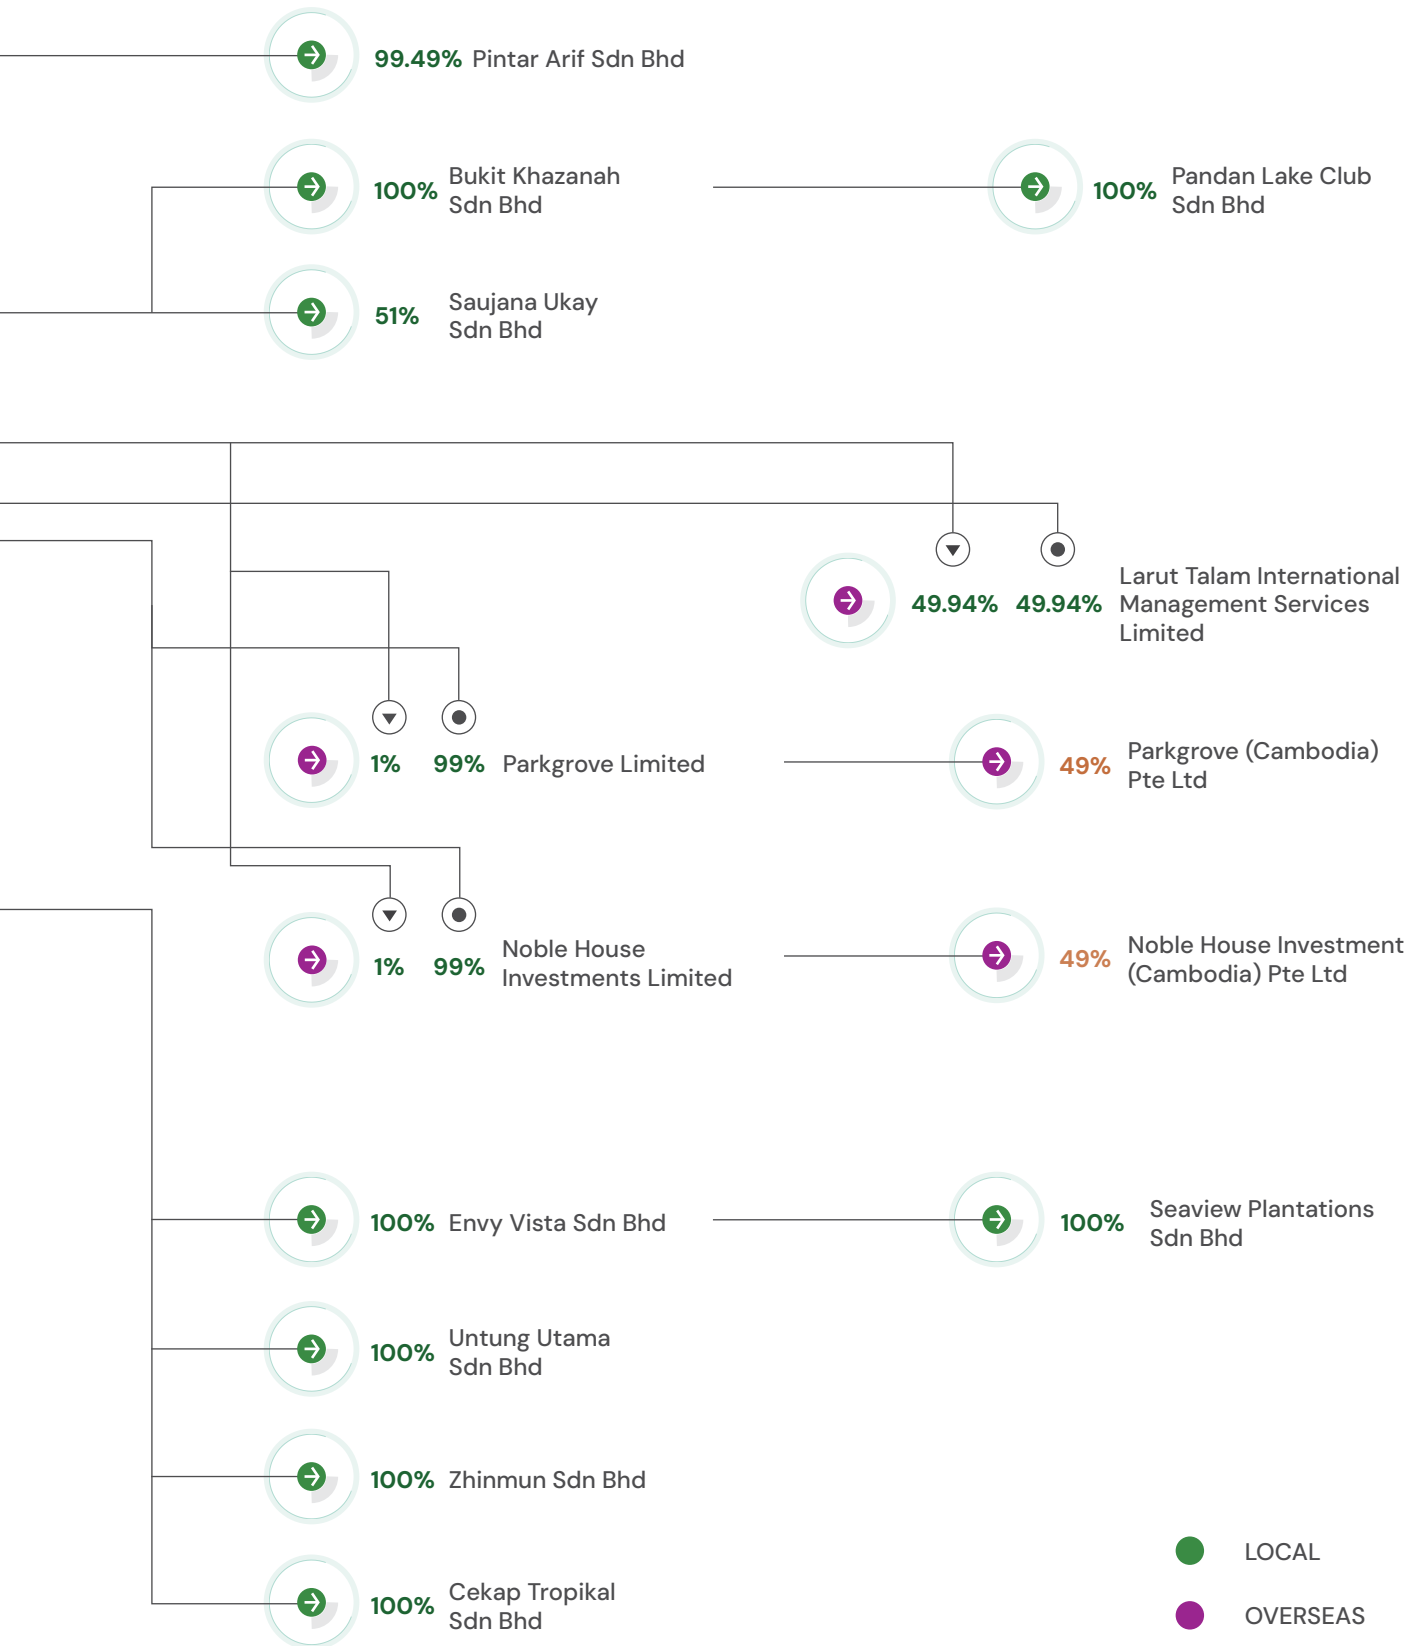 99.49% Pintar Arif Sdn Bhd
100%
Bukit Khazanah
Sdn Bhd
100%
Pandan Lake Club
Sdn Bhd
51%
Saujana Ukay
Sdn Bhd
49.94% 49.94%
Larut Talam International
Management Services
Limited
1% 99% Parkgrove Limited
49%
Parkgrove (Cambodia)
Pte Ltd
1% 99%
Noble House
Investments Limited
49%
Noble House Investment
(Cambodia) Pte Ltd
100% Envy Vista Sdn Bhd
100%
Seaview Plantations
Sdn Bhd
100%
Untung Utama
Sdn Bhd
100% Zhinmun Sdn Bhd
100%
Cekap Tropikal
Sdn Bhd
LOCAL
OVERSEAS